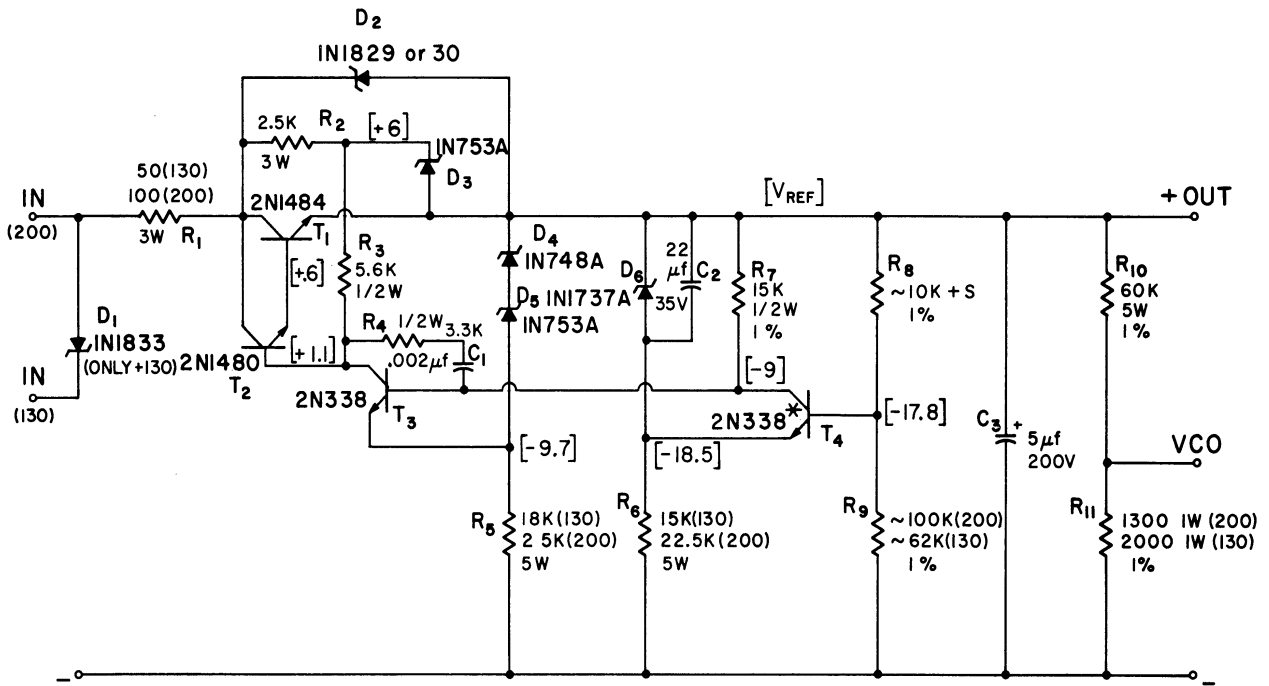 D2
IN1829 or 30
2.5K
R2
[+6]
3W
IN753A
D3
50(130)
100(200)
3W
R1
IN
(200)
2N1484
T1
[VREF]
+OUT
R3
5.6K
1/2W
[+.6]
D4
IN748A
D5 IN1737A
IN753A
D6
35V
22
μf
C2
R7
15K
1/2W
1%
R8
~10K + S
1%
R10
60K
5W
1%
D1
IN1833
(ONLY +130)
IN
(130)
R4
1/2W
3.3K
.002μf
C1
2N1480
T2
[+1.1]
2N338
T3
[-9]
2N338*
T4
[-17.8]
[-9.7]
[-18.5]
C3
+
5μf
200V
VCO
R5
18K(130)
2 5K(200)
5W
R6
15K(130)
22.5K(200)
5W
R9
~100K(200)
~62K(130)
1%
R11
1300 1W (200)
2000 1W (130)
1%
–
–